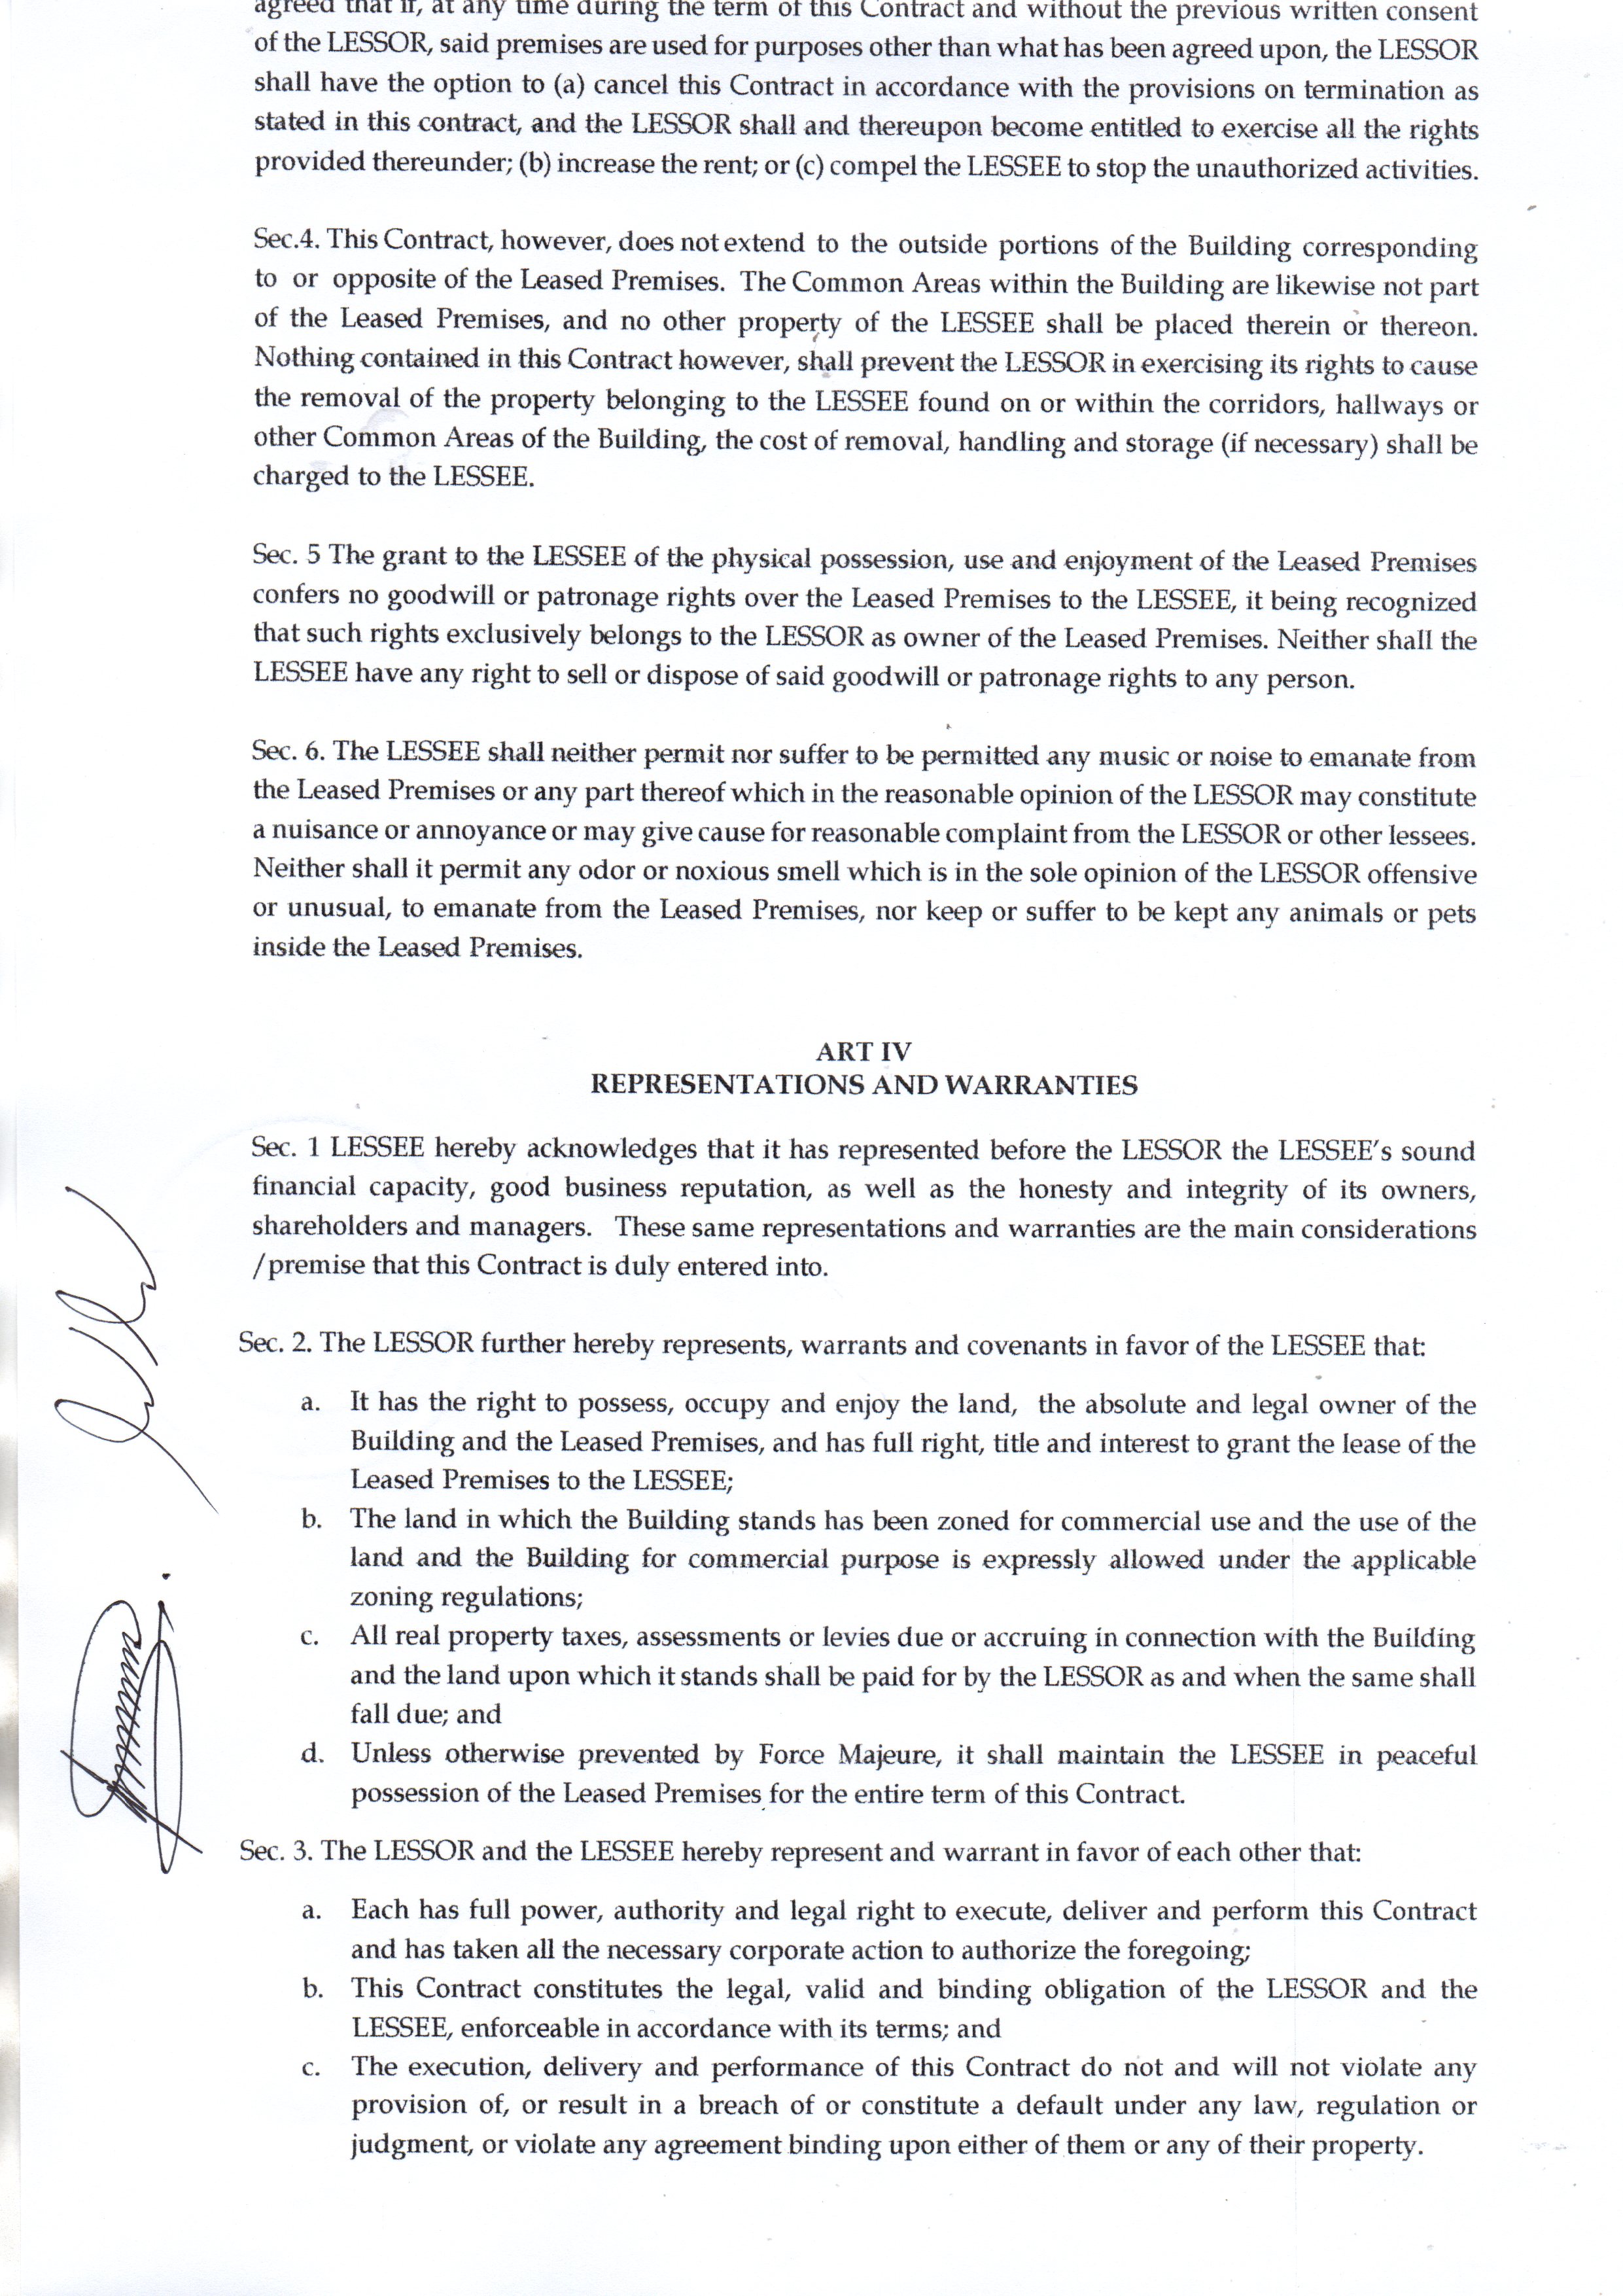 agreed that if, at any time during the term of this Contract and without the previous written consent
of the LESSOR, said premises are used for purposes other than what has been agreed upon, the LESSOR
shall have the option to (a) cancel this Contract in accordance with the provisions on termination as
stated in this contract, and the LESSOR shall and thereupon become entitled to exercise all the rights
provided thereunder; (b) increase the rent; or (c) compel the LESSEE to stop the unauthorized activities.
Sec.4. This Contract, however, does not extend to the outside portions of the Building corresponding
to or opposite of the Leased Premises. The Common Areas within the Building are likewise not part
of the Leased Premises, and no other property of the LESSEE shall be placed therein or thereon.
Nothing contained in this Contract however, shall prevent the LESSOR in exercising its rights to cause
the removal of the property belonging to the LESSEE found on or within the corridors, hallways or
other Common Areas of the Building, the cost of removal, handling and storage (if necessary) shall be
charged to the LESSEE.
Sec. 5 The grant to the LESSEE of the physical possession, use and enjoyment of the Leased Premises
confers no goodwill or patronage rights over the Leased Premises to the LESSEE, it being recognized
that such rights exclusively belongs to the LESSOR as owner of the Leased Premises. Neither shall the
LESSEE have any right to sell or dispose of said goodwill or patronage rights to any person.
Sec. 6. The LESSEE shall neither permit nor suffer to be permitted any music or noise to emanate from
the Leased Premises or any part thereof which in the reasonable opinion of the LESSOR may constitute
a nuisance or annoyance or may give cause for reasonable complaint from the LESSOR or other lessees.
Neither shall it permit any odor or noxious smell which is in the sole opinion of the LESSOR offensive
or unusual, to emanate from the Leased Premises, nor keep or suffer to be kept any animals or pets
inside the Leased Premises.
ART IV
REPRESENTATIONS AND WARRANTIES
Sec. 1 LESSEE hereby acknowledges that it has represented before the LESSOR the LESSEE's sound
financial capacity, good business reputation, as well as the honesty and integrity of its owners,
shareholders and managers. These same representations and warranties are the main considerations
/premise that this Contract is duly entered into.
Sec. 2. The LESSOR further hereby represents, warrants and covenants in favor of the LESSEE that:
a. It has the right to possess, occupy and enjoy the land, the absolute and legal owner of the
Building and the Leased Premises, and has full right, title and interest to grant the lease of the
Leased Premises to the LESSEE;
b. The land in which the Building stands has been zoned for commercial use and the use of the
land and the Building for commercial purpose is expressly allowed under the applicable
zoning regulations;
c. All real property taxes, assessments or levies due or accruing in connection with the Building
and the land upon which it stands shall be paid for by the LESSOR as and when the same shall
fall due; and
d. Unless otherwise prevented by Force Majeure, it shall maintain the LESSEE in peaceful
possession of the Leased Premises for the entire term of this Contract.
Sec. 3. The LESSOR and the LESSEE hereby represent and warrant in favor of each other that:
a. Each has full power, authority and legal right to execute, deliver and perform this Contract
and has taken all the necessary corporate action to authorize the foregoing;
b. This Contract constitutes the legal, valid and binding obligation of the LESSOR and the
LESSEE, enforceable in accordance with its terms; and
c. The execution, delivery and performance of this Contract do not and will not violate any
provision of, or result in a breach of or constitute a default under any law, regulation or
judgment, or violate any agreement binding upon either of them or any of their property.